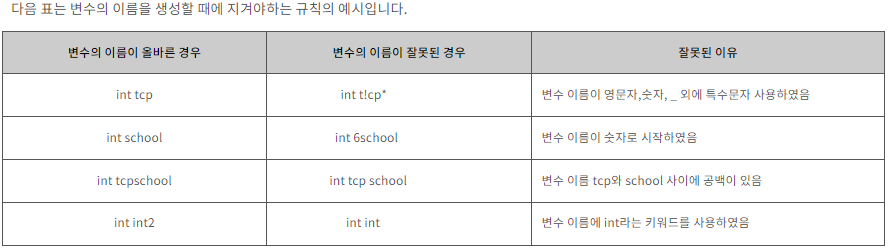 다음 표는 변수의 이름을 생성할 때에 지겨야하는 규칙의 예시입니다.
변수의 이름이 올바른 경우 변수의 이름이 잘못된 경우 잘못된 이유
int tcp int t!cp* 변수 이름이 영문자,숫자, _ 외에 특수문자 사용하였음
int school int 6school 변수 이름이 숫자로 시작하였음
int tcpschool int tcp school 변수 이름 tcp와 school 사이에 공백이 있음
int int2 int int 변수 이름에 int라는 키워드를 사용하였음